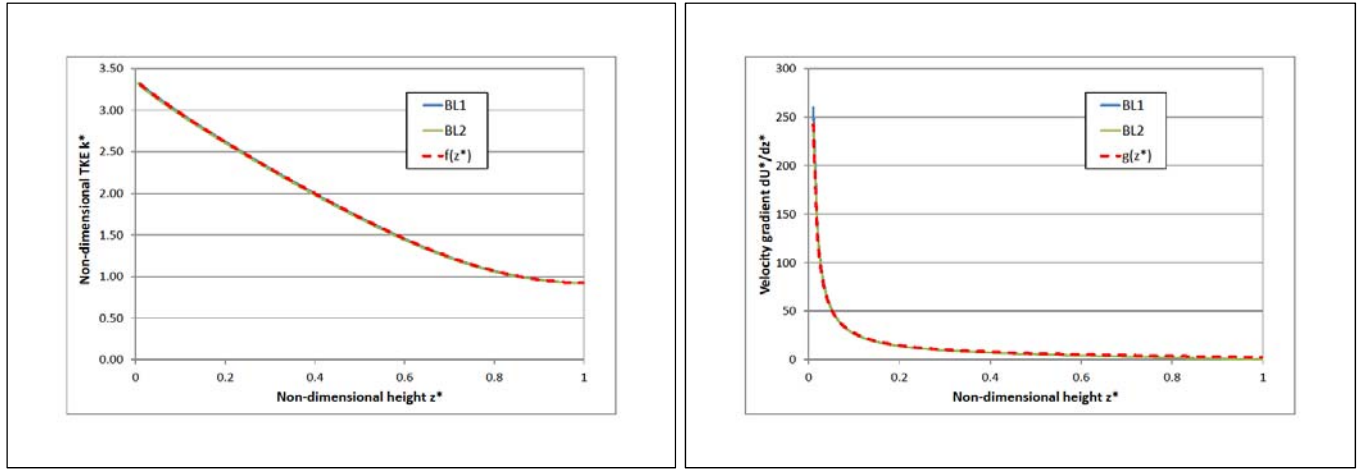 3.50
3.00
2.50
2.00
1.50
1.00
0.50
0.00
Non-dimensional TKE k*
BL1
BL2
f(z*)
0 0.2 0.4 0.6 0.8 1
Non-dimensional height z*
300
250
200
150
100
50
0
Velocity gradient dU*/dz*
BL1
BL2
g(z*)
0 0.2 0.4 0.6 0.8 1
Non-dimensional height z*